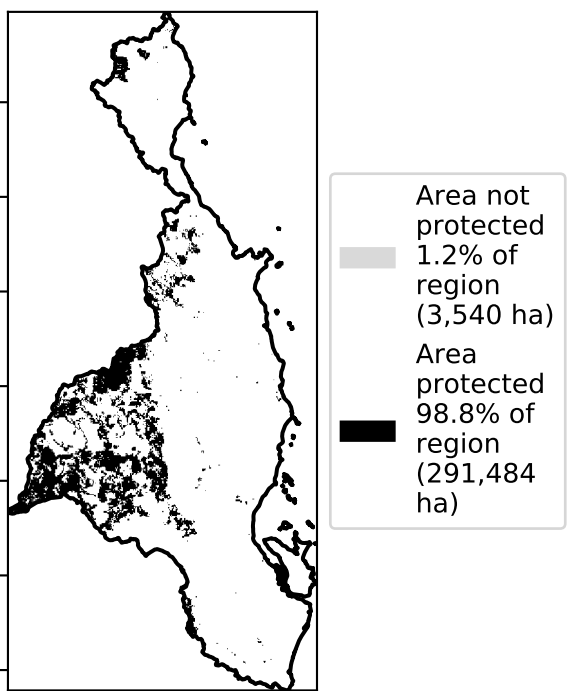 Area not
protected
1.2% of
region
(3,540 ha)
Area
protected
98.8% of
region
(291,484
ha)